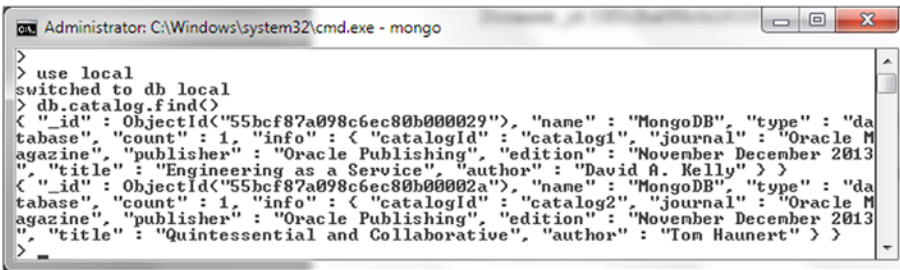 Administrator: C:\Windows\system32\cmd.exe - mongo
>
> use local
switched to db local
> db.catalog.find()
{ "_id" : ObjectId("55bcf87a098c6ec80b000029"), "name" : "MongoDB", "type" : "da
tabase", "count" : 1, "info" : { "catalogId" : "catalog1", "journal" : "Oracle M
agazine", "publisher" : "Oracle Publishing", "edition" : "November December 2013
", "title" : "Engineering as a Service", "author" : "David A. Kelly" } }
{ "_id" : ObjectId("55bcf87a098c6ec80b00002a"), "name" : "MongoDB", "type" : "da
tabase", "count" : 1, "info" : { "catalogId" : "catalog2", "journal" : "Oracle M
agazine", "publisher" : "Oracle Publishing", "edition" : "November December 2013
", "title" : "Quintessential and Collaborative", "author" : "Tom Haunert" } }
> _